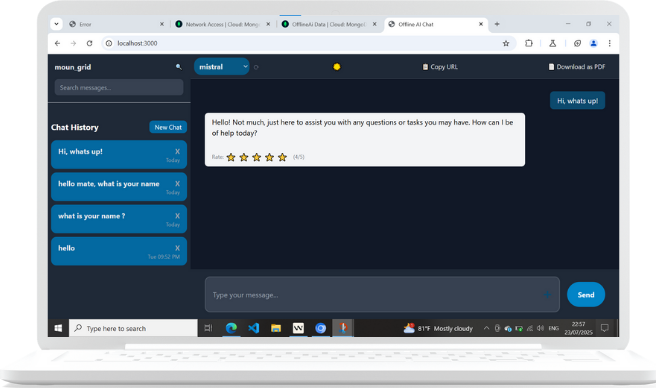 Error
Network Access | Cloud: Mong
OfflineAi Data | Cloud: MongoD
Offline AI Chat
localhost:3000
moun_grid
mistral
Copy URL
Download as PDF
Search messages...
Hi, whats up!
Hello! Not much, just here to assist you with any questions or tasks you may have. How can I be
of help today?
Rate:
(4/5)
Chat History
New Chat
Hi, whats up!
X
Today
hello mate, what is your name
X
Today
what is your name ?
X
Today
hello
X
Tue 09:52 PM
Type your message...
Send
Type here to search
81°F Mostly cloudy
ENG
22:57
23/07/2025